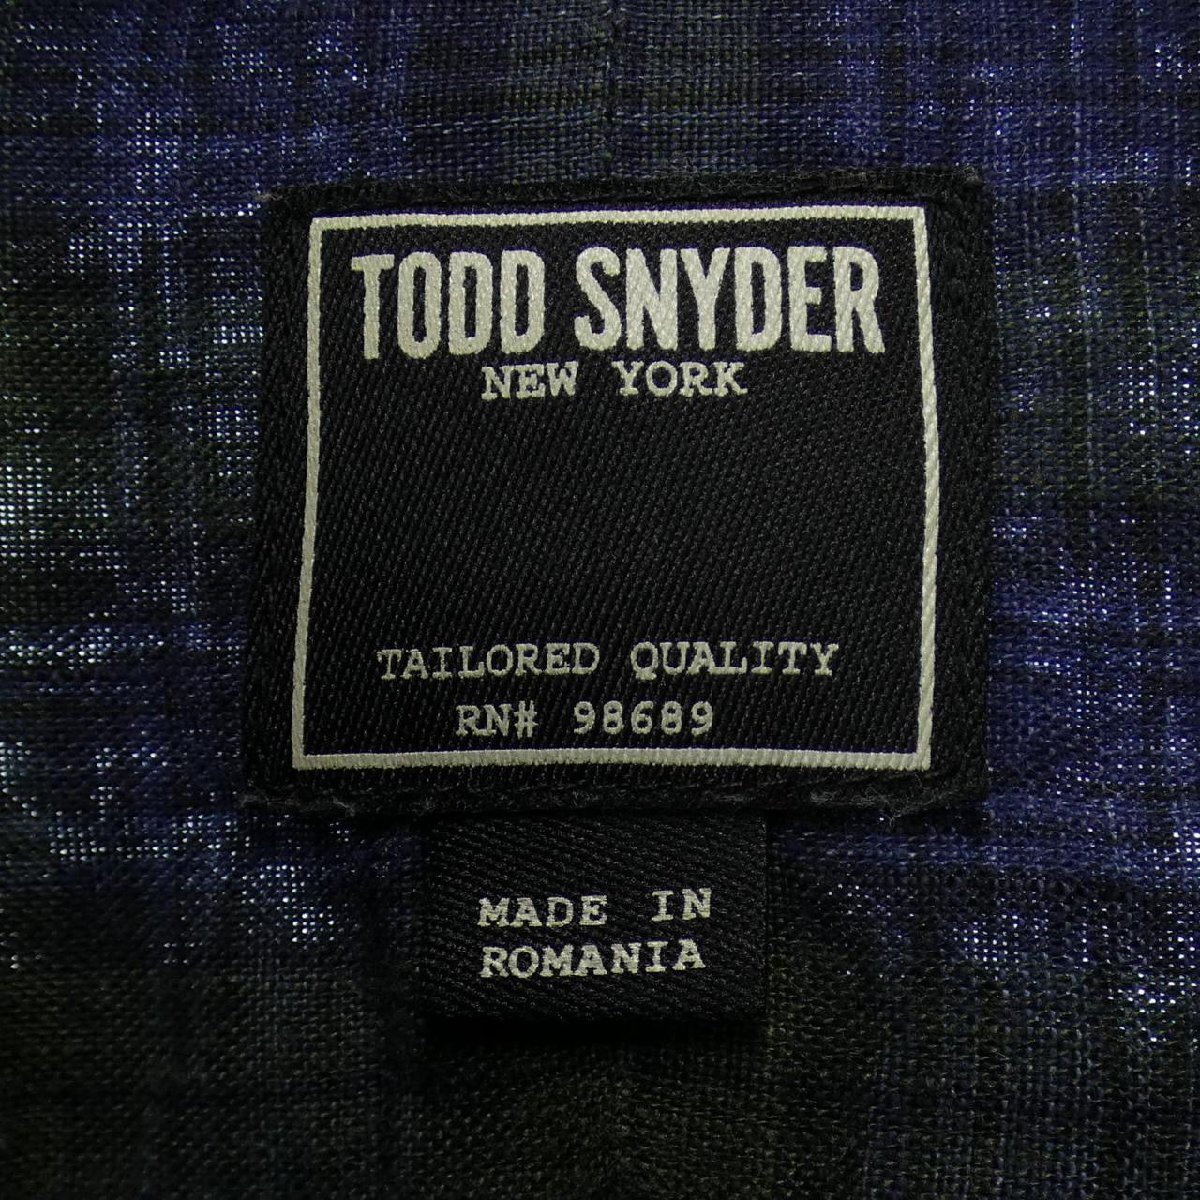 TODD SNYDER
NEW YORK
TAILORED QUALITY
RN# 98689
MADE IN
ROMANIA